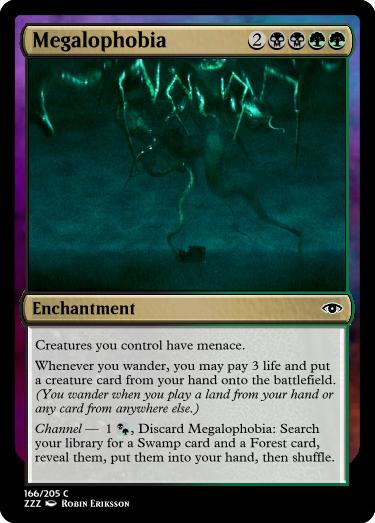 Megalophobia 2
Enchantment
Creatures you control have menace.
Whenever you wander, you may pay 3 life and put
a creature card from your hand onto the battlefield.
(You wander when you play a land from your hand or
any card from anywhere else.)
Channel — 1 , Discard Megalophobia: Search
your library for a Swamp card and a Forest card,
reveal them, put them into your hand, then shuffle.
166/205 C
ZZZ Robin Eriksson